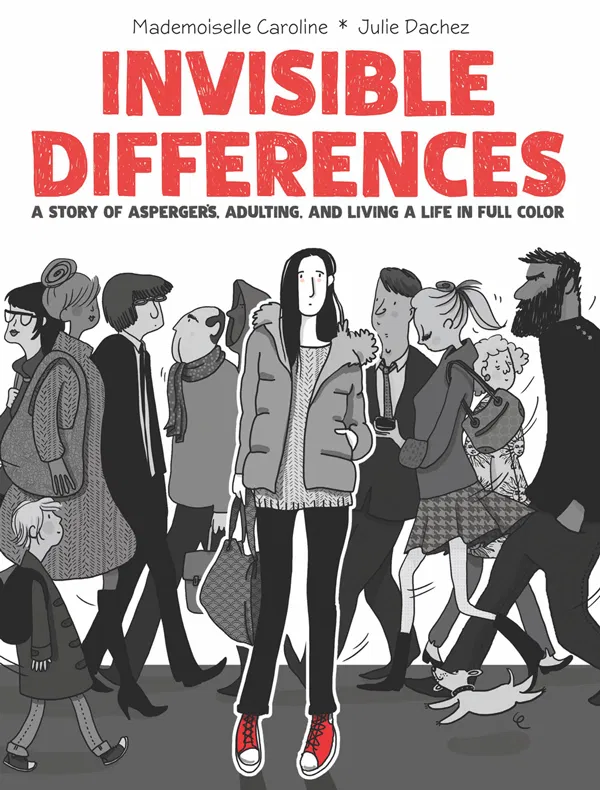 Mademoiselle Caroline * Julie Dachez
INVISIBLE
DIFFERENCES
A STORY OF ASPERGER'S, ADULTING, AND LIVING A LIFE IN FULL COLOR